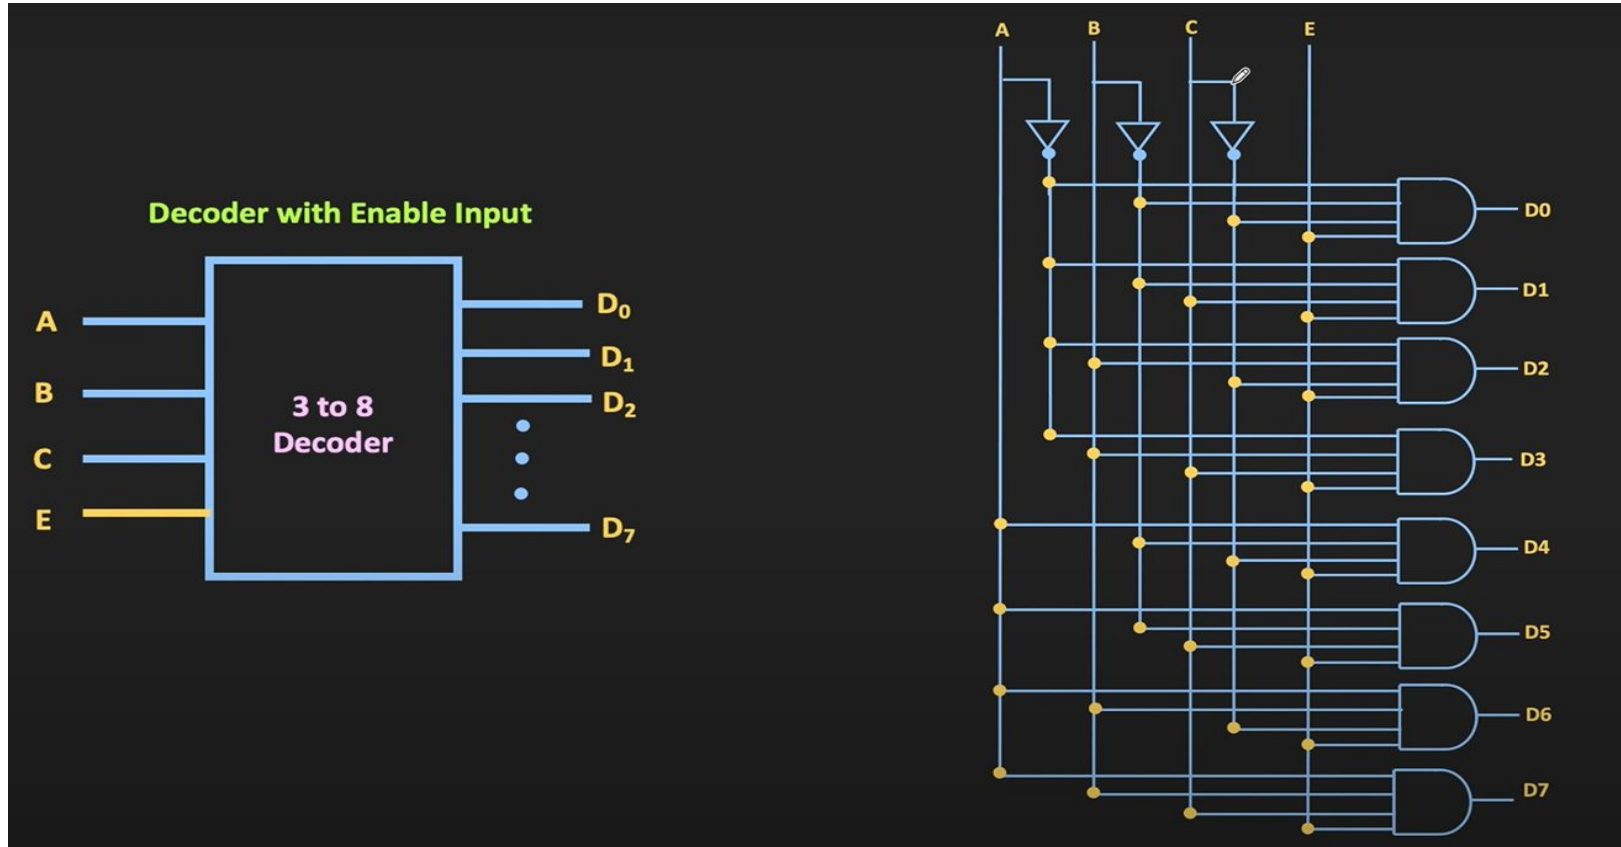 Decoder with Enable Input
A
B
C
E
3 to 8
Decoder
D₀
D₁
D₂
D₇
A
B
C
E
D0
D1
D2
D3
D4
D5
D6
D7